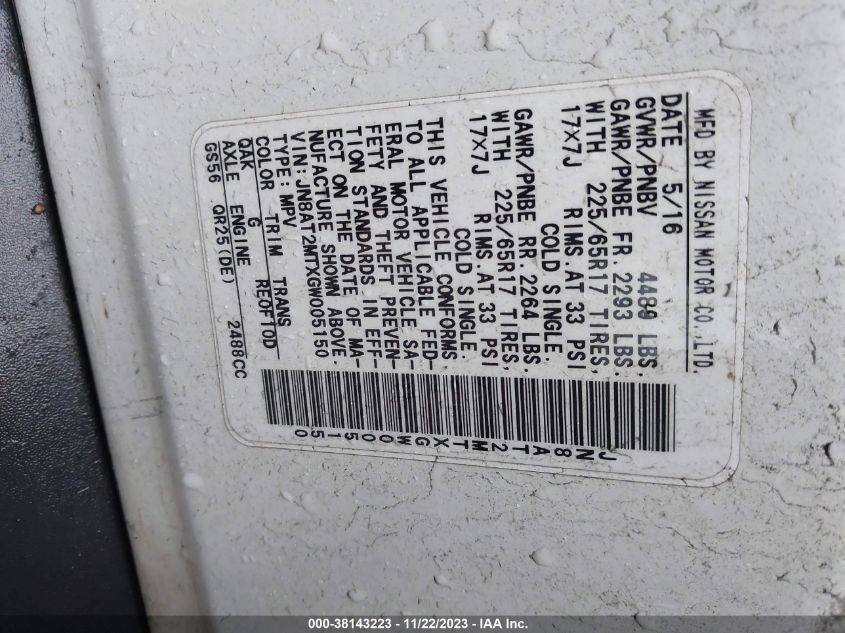 MFD BY NISSAN MOTOR CO.,LTD.
DATE 5/16
GVWR/PNBV 4489 LBS.
GAWR/PNBE FR 2293 LBS.
WITH 225/65R17 TIRES,
17X7J RIMS.AT 33 PSI
COLD SINGLE.
GAWR/PNBE RR.2264 LBS.
WITH 225/65R17 TIRES,
17X7J RIMS AT 33 PSI
COLD SINGLE.
THIS VEHICLE CONFORMS
TO ALL APPLICABLE FED-
ERAL MOTOR VEHICLE SA-
FETY AND THEFT PREVEN-
TION STANDARDS IN EFF-
ECT ON THE DATE OF MA-
NUFACTURE SHOWN ABOVE.
VIN:JN8AT2MTXGW005150
TYPE:MPV
COLOR TRIM TRANS
QAK G RE0F10D
AXLE ENGINE
GS56 QR25(DE) 2488CC
JN8AT2MTXGW005150
000-38143223 - 11/22/2023 - IAA Inc.